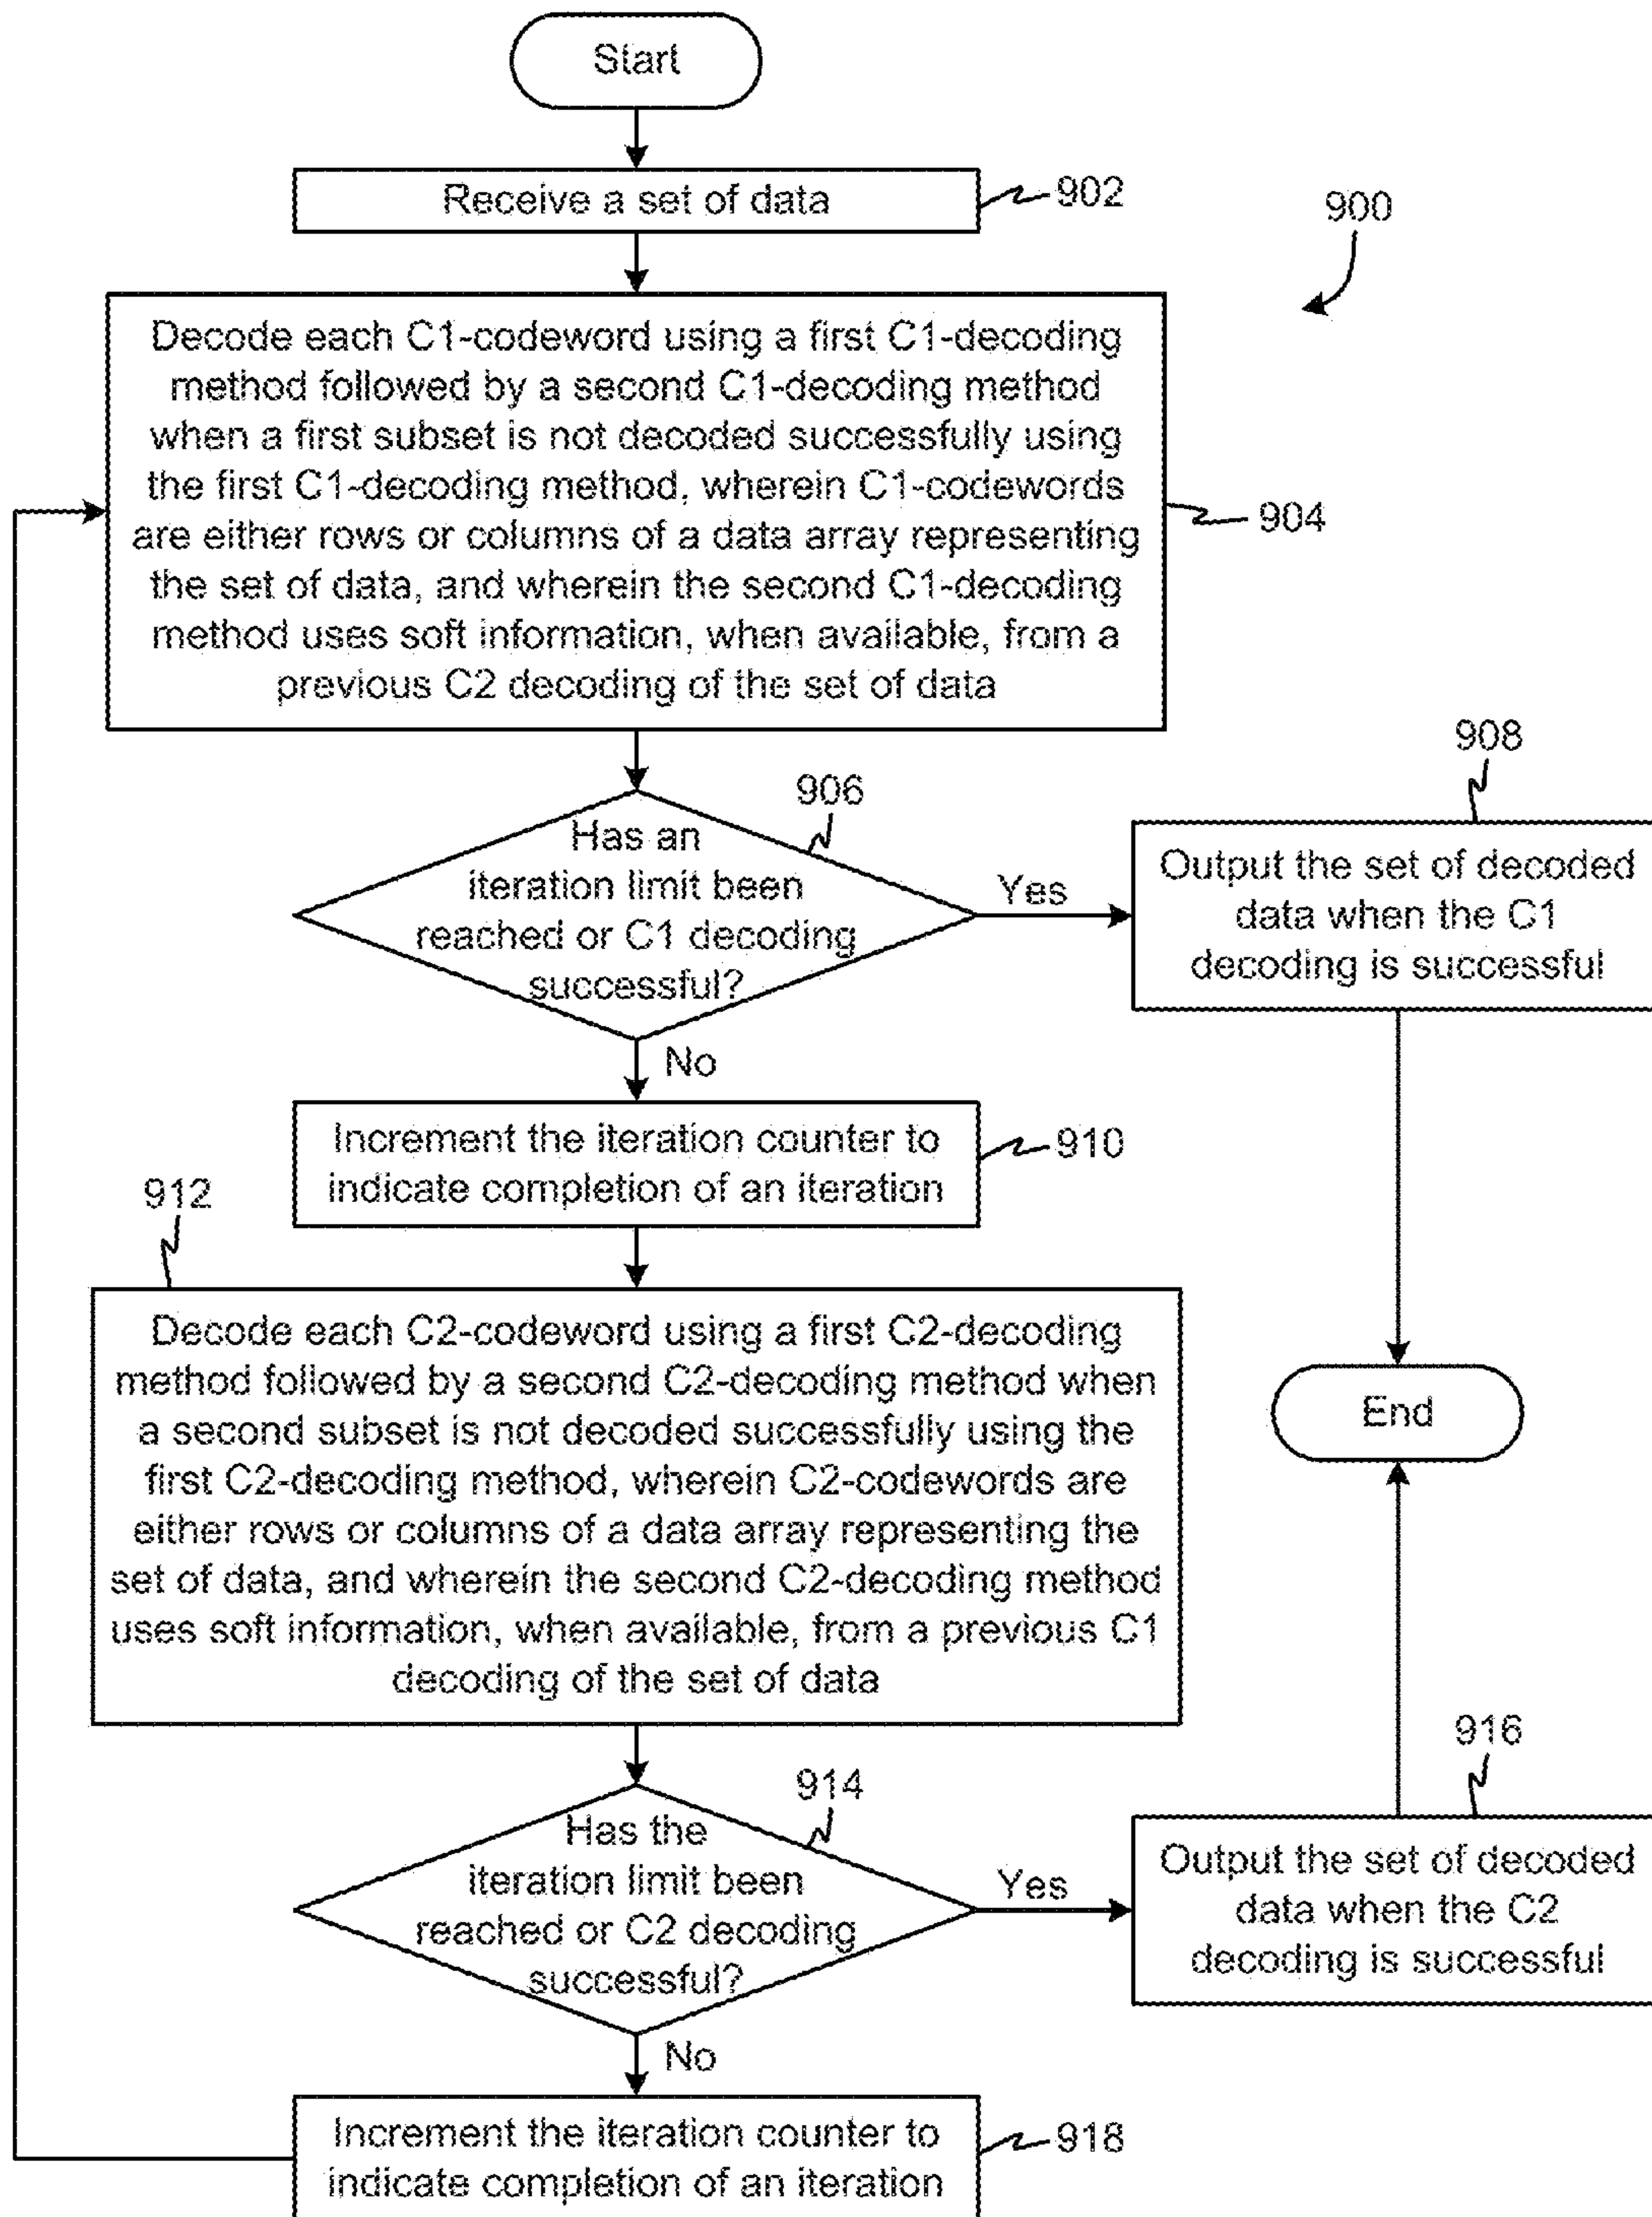 Start
Receive a set of data
902
900
Decode each C1-codeword using a first C1-decoding
method followed by a second C1-decoding method
when a first subset is not decoded successfully using
the first C1-decoding method, wherein C1-codewords
are either rows or columns of a data array representing
the set of data, and wherein the second C1-decoding
method uses soft information, when available, from a
previous C2 decoding of the set of data
904
906
Has an
iteration limit been
reached or C1 decoding
successful?
Yes
908
Output the set of decoded
data when the C1
decoding is successful
No
Increment the iteration counter to
indicate completion of an iteration
910
912
Decode each C2-codeword using a first C2-decoding
method followed by a second C2-decoding method when
a second subset is not decoded successfully using the
first C2-decoding method, wherein C2-codewords are
either rows or columns of a data array representing the
set of data, and wherein the second C2-decoding method
uses soft information, when available, from a previous C1
decoding of the set of data
End
914
Has the
iteration limit been
reached or C2 decoding
successful?
Yes
916
Output the set of decoded
data when the C2
decoding is successful
No
Increment the iteration counter to
indicate completion of an iteration
918